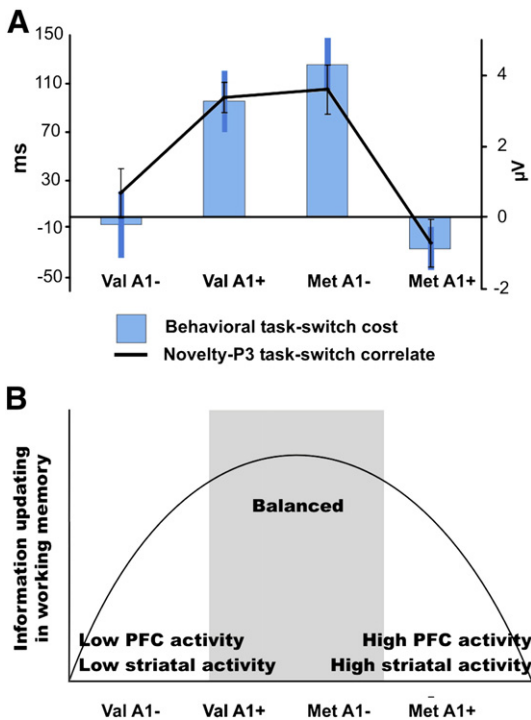 A
150
110
70
30
-10
-50
ms
4
2
0
-2
µV
Val A1-
Val A1+
Met A1-
Met A1+
Behavioral task-switch cost
Novelty-P3 task-switch correlate
B
Information updating
in working memory
Balanced
Low PFC activity
High PFC activity
Low striatal activity
High striatal activity
Val A1-
Val A1+
Met A1-
Met A1+